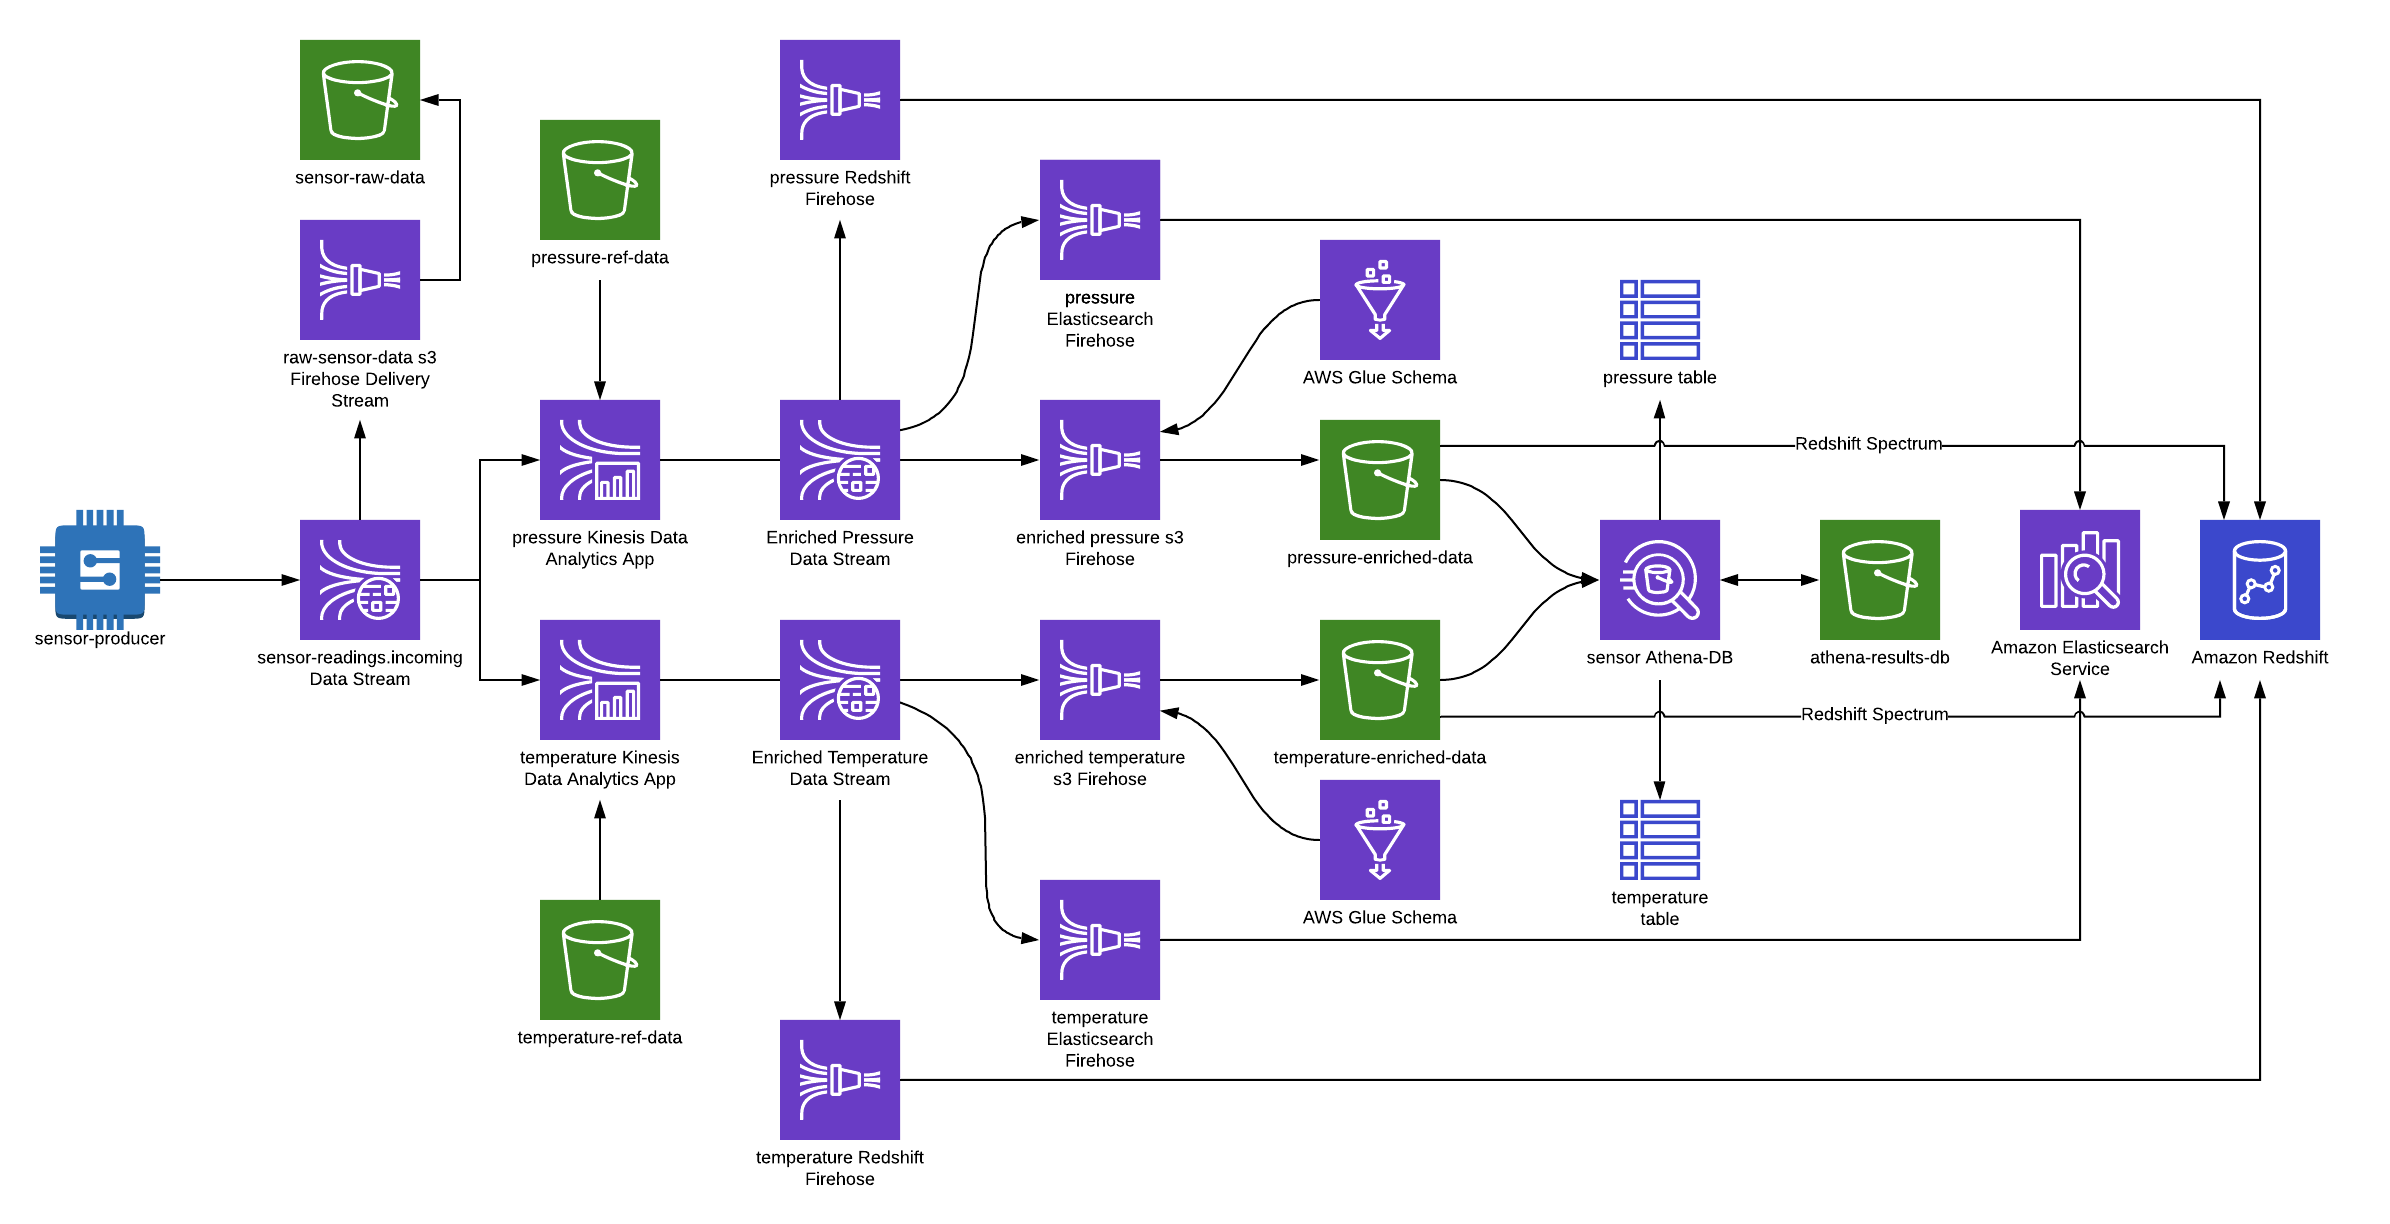 sensor-raw-data
pressure Redshift
Firehose
pressure-ref-data
pressure
Elasticsearch
Firehose
raw-sensor-data s3
Firehose Delivery
Stream
AWS Glue Schema
pressure table
Redshift Spectrum
pressure Kinesis Data
Analytics App
Enriched Pressure
Data Stream
enriched pressure s3
Firehose
pressure-enriched-data
sensor-producer
sensor-readings.incoming
Data Stream
sensor Athena-DB
athena-results-db
Amazon Elasticsearch
Service
Amazon Redshift
Redshift Spectrum
temperature Kinesis
Data Analytics App
Enriched Temperature
Data Stream
enriched temperature
s3 Firehose
temperature-enriched-data
AWS Glue Schema
temperature
table
temperature-ref-data
temperature
Elasticsearch
Firehose
temperature Redshift
Firehose